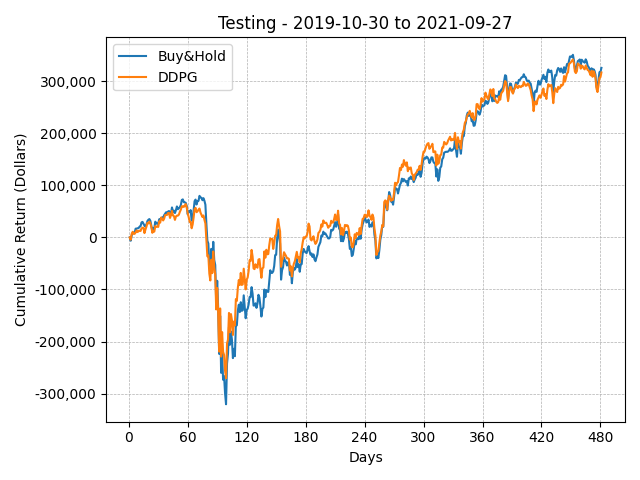 Testing - 2019-10-30 to 2021-09-27
Buy&Hold
DDPG
Cumulative Return (Dollars)
300,000
200,000
100,000
0
-100,000
-200,000
-300,000
0 60 120 180 240 300 360 420 480
Days